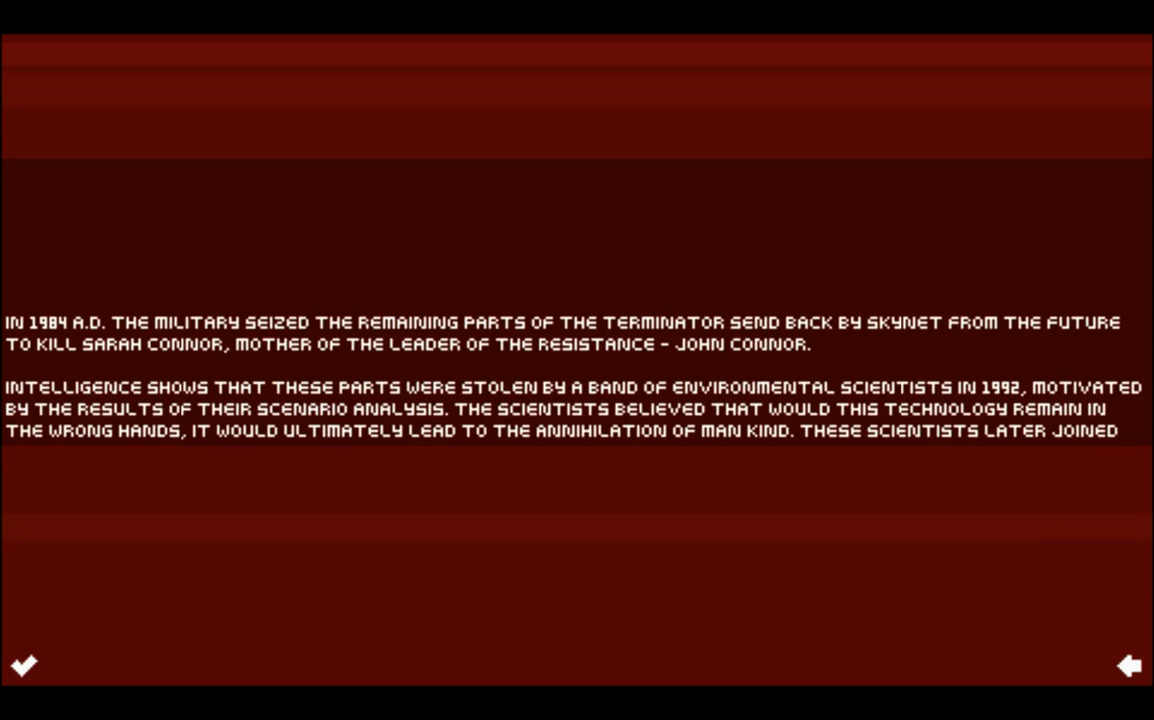 IN 1984 A.D. THE MILITARY SEIZED THE REMAINING PARTS OF THE TERMINATOR SEND BACK BY SKYNET FROM THE FUTURE
TO KILL SARAH CONNOR, MOTHER OF THE LEADER OF THE RESISTANCE - JOHN CONNOR.
INTELLIGENCE SHOWS THAT THESE PARTS WERE STOLEN BY A BAND OF ENVIRONMENTAL SCIENTISTS IN 1992, MOTIVATED
BY THE RESULTS OF THEIR SCENARIO ANALYSIS. THE SCIENTISTS BELIEVED THAT WOULD THIS TECHNOLOGY REMAIN IN
THE WRONG HANDS, IT WOULD ULTIMATELY LEAD TO THE ANNIHILATION OF MAN KIND. THESE SCIENTISTS LATER JOINED